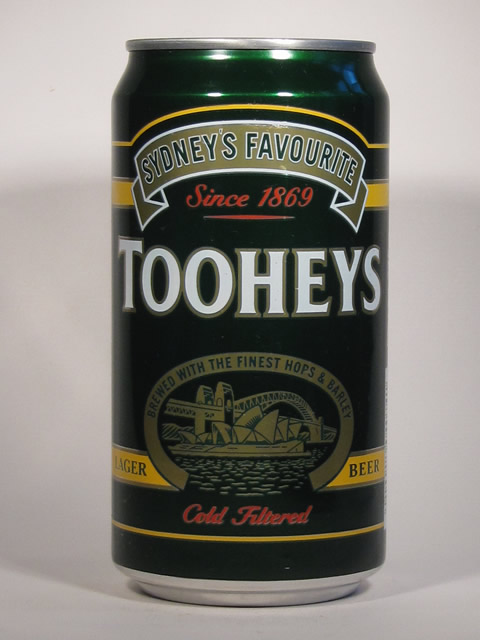 SYDNEY'S FAVOURITE
Since 1869
TOOHEYS
BREWED WITH THE FINEST HOPS & BARLEY
LAGER BEER
Cold Filtered